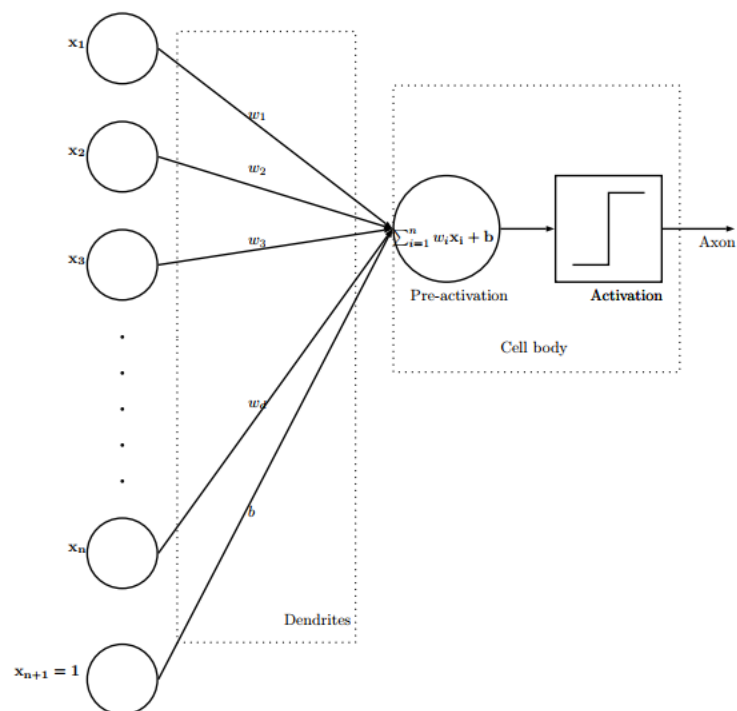 x₁
w₁
x₂
w₂
x₃
w₃
∑ⁿᵢ₌₁ wᵢxᵢ + b
Axon
Pre-activation
Activation
Cell body
w_d
xₙ
b
Dendrites
xₙ₊₁ = 1